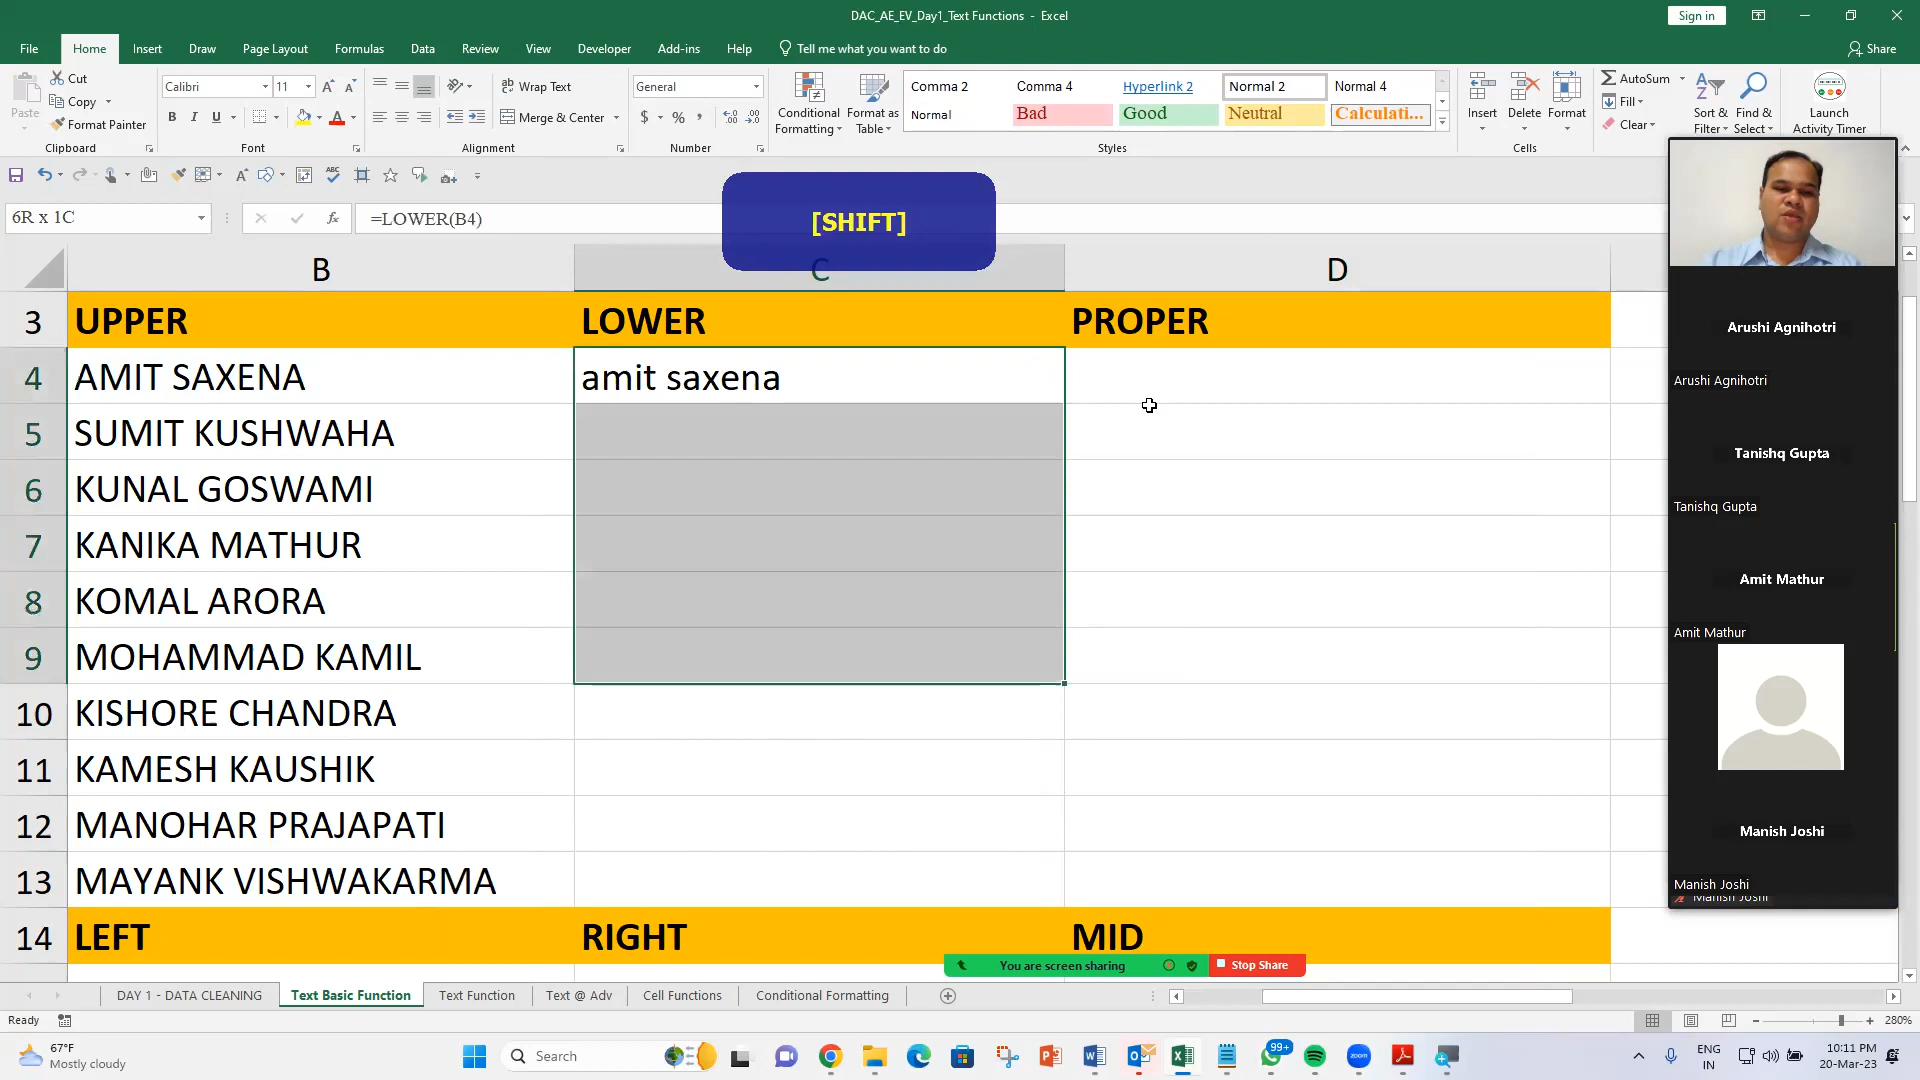 DAC_AE_EV_Day1_Text Functions - Excel
Sign in
File Home Insert Draw Page Layout Formulas Data Review View Developer Add-ins Help Tell me what you want to do
Share
Paste
Cut
Copy
Format Painter
Clipboard
Calibri 11
B I U
Font
Wrap Text
Merge & Center
Alignment
General
$ % ,
Number
Conditional Formatting
Format as Table
Comma 2 Comma 4 Hyperlink 2 Normal 2 Normal 4
Normal Bad Good Neutral Calculati...
Styles
Insert Delete Format
Cells
AutoSum
Fill
Clear
Sort & Filter
Find & Select
Launch Activity Timer
6R x 1C
fx
=LOWER(B4)
[SHIFT]
B C D
3 UPPER LOWER PROPER
4 AMIT SAXENA amit saxena
5 SUMIT KUSHWAHA
6 KUNAL GOSWAMI
7 KANIKA MATHUR
8 KOMAL ARORA
9 MOHAMMAD KAMIL
10 KISHORE CHANDRA
11 KAMESH KAUSHIK
12 MANOHAR PRAJAPATI
13 MAYANK VISHWAKARMA
14 LEFT RIGHT MID
Arushi Agnihotri
Arushi Agnihotri
Tanishq Gupta
Tanishq Gupta
Amit Mathur
Amit Mathur
Manish Joshi
Manish Joshi
Manish Joshi
You are screen sharing
Stop Share
DAY 1 - DATA CLEANING Text Basic Function Text Function Text @ Adv Cell Functions Conditional Formatting
Ready
280%
67°F
Mostly cloudy
Search
99+
zoom
ENG
IN
10:11 PM
20-Mar-23